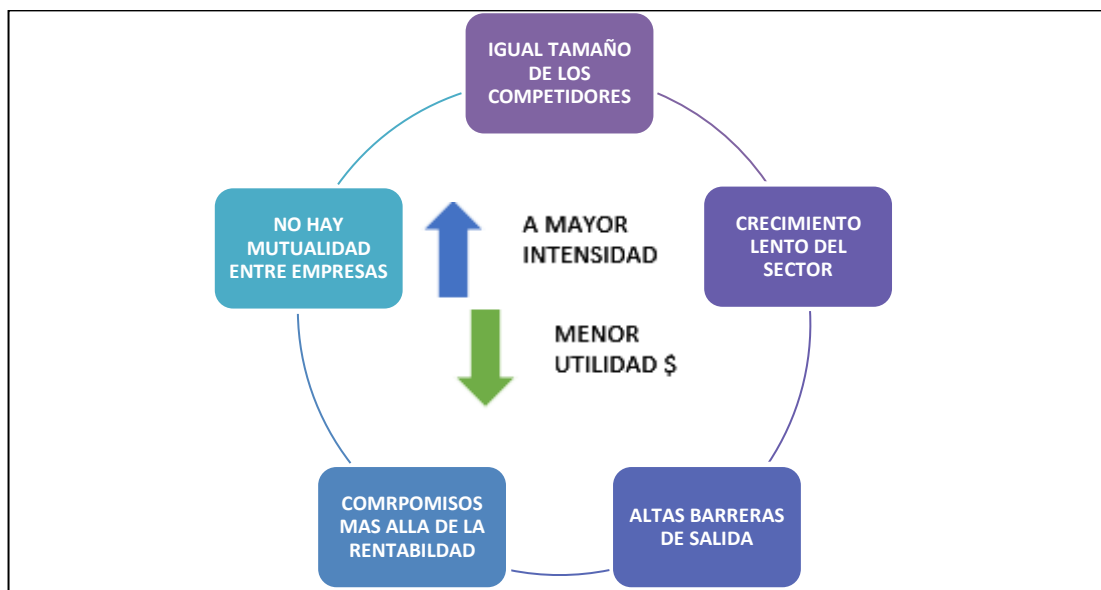 IGUAL TAMAÑO
DE LOS
COMPETIDORES
NO HAY
MUTUALIDAD
ENTRE EMPRESAS
A MAYOR
INTENSIDAD
CRECIMIENTO
LENTO DEL
SECTOR
MENOR
UTILIDAD $
COMRPOMISOS
MAS ALLA DE LA
RENTABILDAD
ALTAS BARRERAS
DE SALIDA